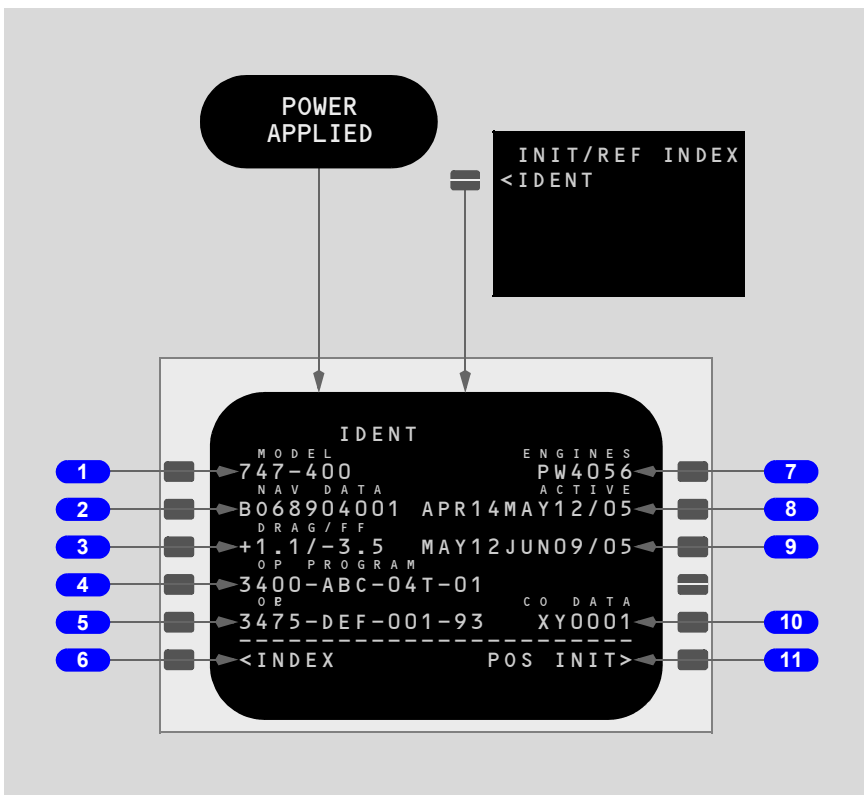 POWER
APPLIED
INIT/REF INDEX
<IDENT
IDENT
MODEL ENGINES
1 747-400 PW4056 7
NAV DATA ACTIVE
2 BO68904001 APR14MAY12/05 8
DRAG/FF
3 +1.1/-3.5 MAY12JUN09/05 9
OP PROGRAM
4 3400-ABC-04T-01
CO DATA
5 3475-DEF-001-93 XY0001 10
------------------------
6 <INDEX POS INIT> 11